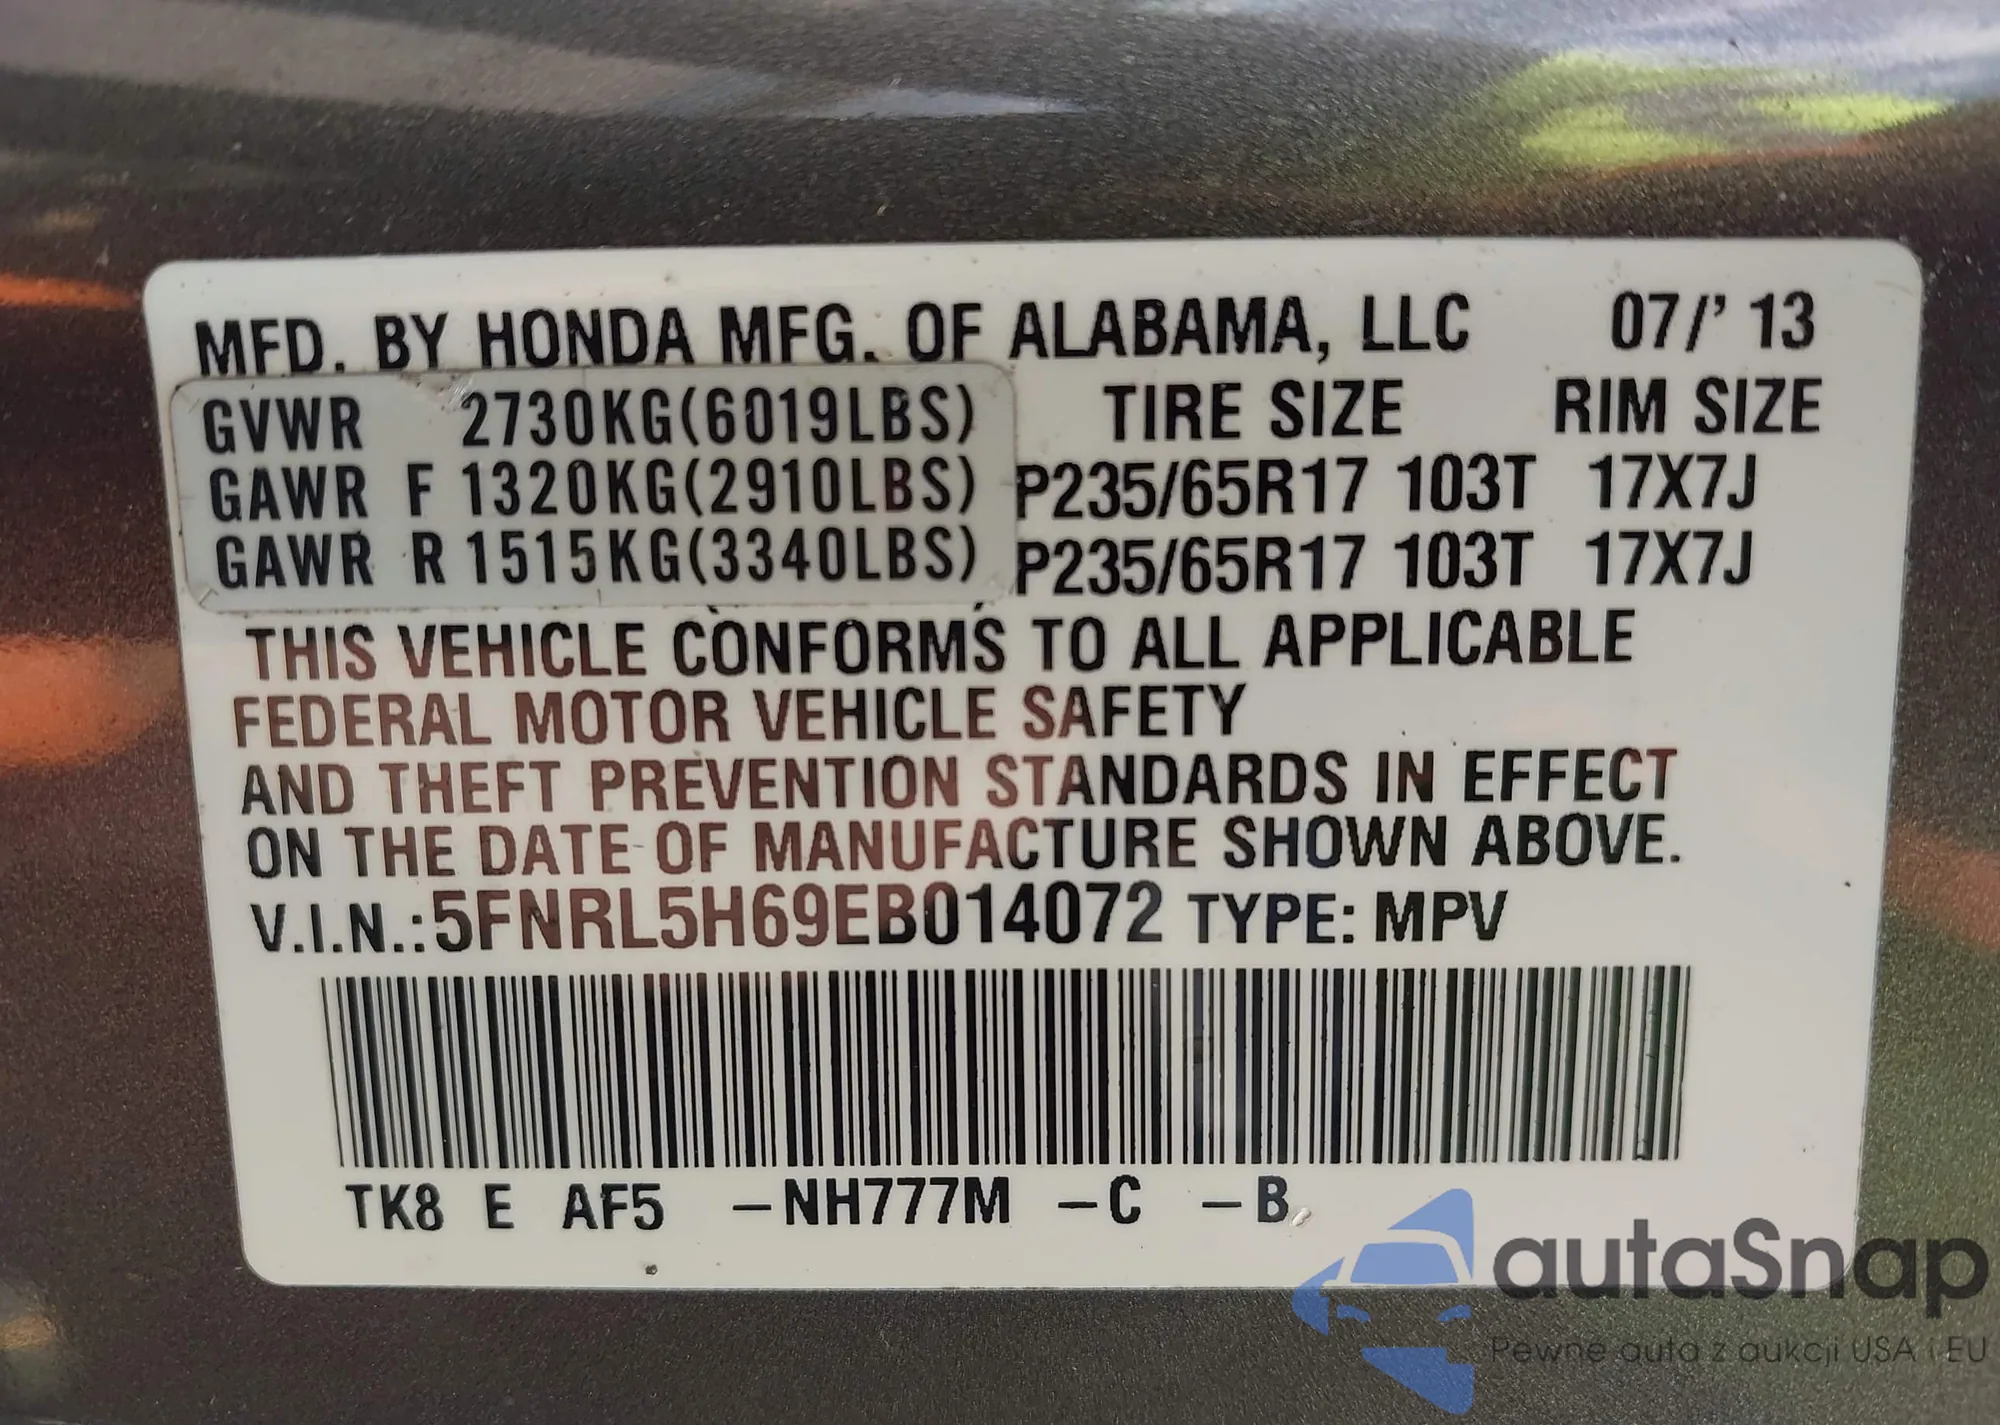 MFD. BY HONDA MFG. OF ALABAMA, LLC 07/'13
GVWR 2730KG(6019LBS) TIRE SIZE RIM SIZE
GAWR F 1320KG(2910LBS) P235/65R17 103T 17X7J
GAWR R 1515KG(3340LBS) P235/65R17 103T 17X7J
THIS VEHICLE CONFORMS TO ALL APPLICABLE
FEDERAL MOTOR VEHICLE SAFETY
AND THEFT PREVENTION STANDARDS IN EFFECT
ON THE DATE OF MANUFACTURE SHOWN ABOVE.
V.I.N.:5FNRL5H69EB014072 TYPE: MPV
TK8 E AF5 –NH777M –C –B
autaSnap
Pewne auta z aukcji USA i EU